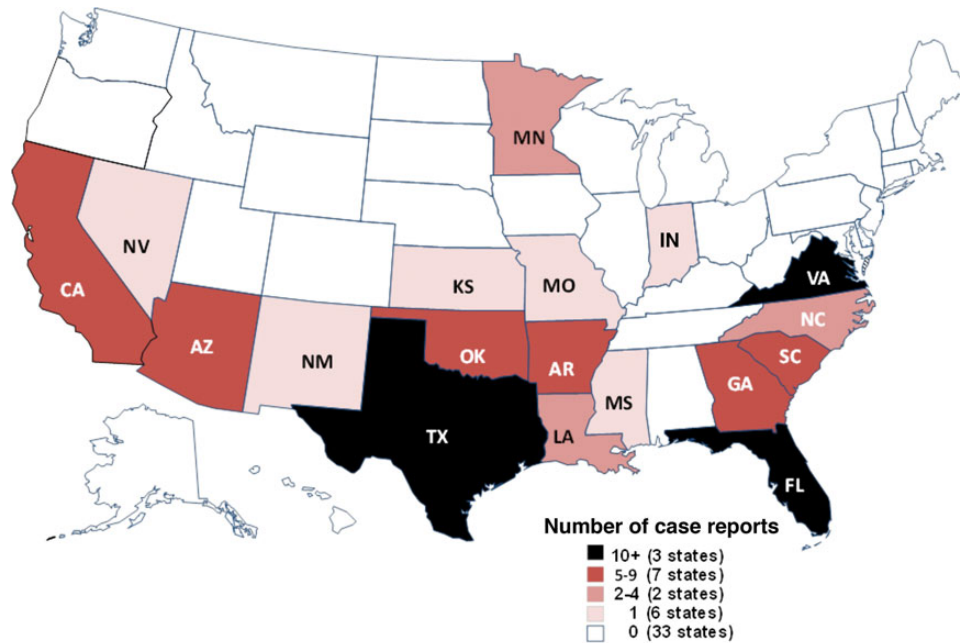 MN
NV
IN
KS
MO
VA
CA
NC
AZ
OK
AR
SC
NM
GA
MS
TX
LA
FL
Number of case reports
10+ (3 states)
5-9 (7 states)
2-4 (2 states)
1 (6 states)
0 (33 states)